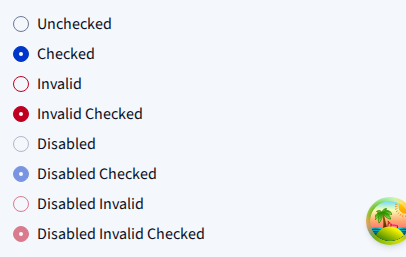 Unchecked
Checked
Invalid
Invalid Checked
Disabled
Disabled Checked
Disabled Invalid
Disabled Invalid Checked